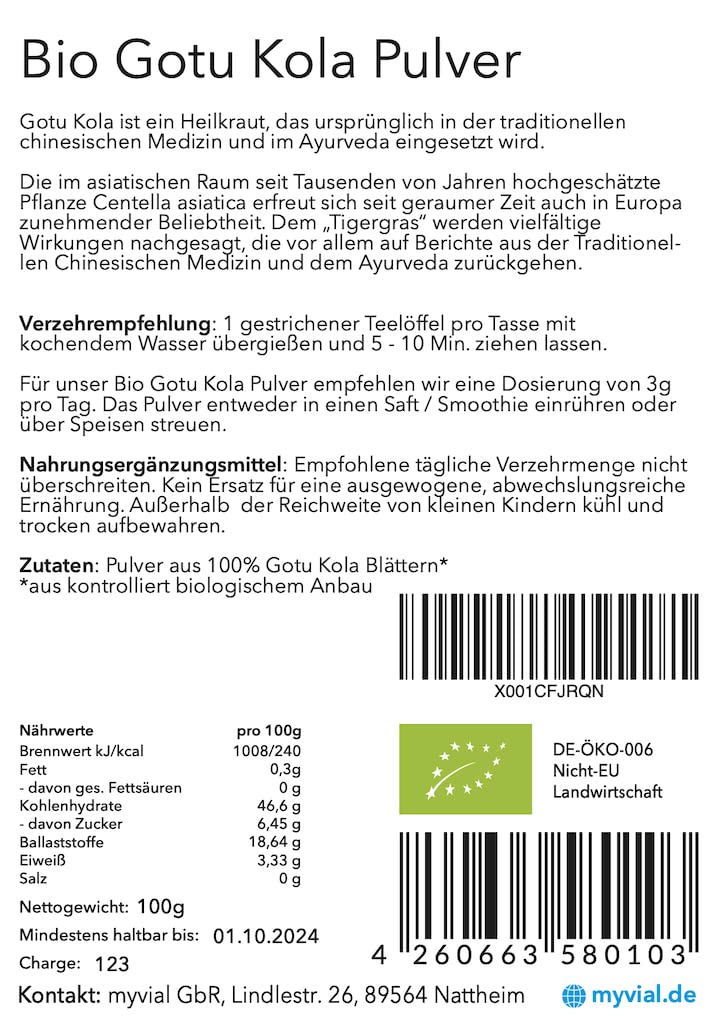 Bio Gotu Kola Pulver
Gotu Kola ist ein Heilkraut, das ursprünglich in der traditionellen
chinesischen Medizin und im Ayurveda eingesetzt wird.
Die im asiatischen Raum seit Tausenden von Jahren hochgeschätzte
Pflanze Centella asiatica erfreut sich seit geraumer Zeit auch in Europa
zunehmender Beliebtheit. Dem „Tigergras“ werden vielfältige
Wirkungen nachgesagt, die vor allem auf Berichte aus der Traditionel-
len Chinesischen Medizin und dem Ayurveda zurückgehen.
Verzehrempfehlung: 1 gestrichener Teelöffel pro Tasse mit
kochendem Wasser übergießen und 5 - 10 Min. ziehen lassen.
Für unser Bio Gotu Kola Pulver empfehlen wir eine Dosierung von 3g
pro Tag. Das Pulver entweder in einen Saft / Smoothie einrühren oder
über Speisen streuen.
Nahrungsergänzungsmittel: Empfohlene tägliche Verzehrmenge nicht
überschreiten. Kein Ersatz für eine ausgewogene, abwechslungsreiche
Ernährung. Außerhalb der Reichweite von kleinen Kindern kühl und
trocken aufbewahren.
Zutaten: Pulver aus 100% Gotu Kola Blättern*
*aus kontrolliert biologischem Anbau
X001CFJRQN
Nährwerte pro 100g
Brennwert kJ/kcal 1008/240
Fett 0,3g
- davon ges. Fettsäuren 0 g
Kohlenhydrate 46,6 g
- davon Zucker 6,45 g
Ballaststoffe 18,64 g
Eiweiß 3,33 g
Salz 0 g
DE-ÖKO-006
Nicht-EU
Landwirtschaft
Nettogewicht: 100g
Mindestens haltbar bis: 01.10.2024
Charge: 123
4 260663 580103
Kontakt: myvial GbR, Lindlestr. 26, 89564 Nattheim myvial.de